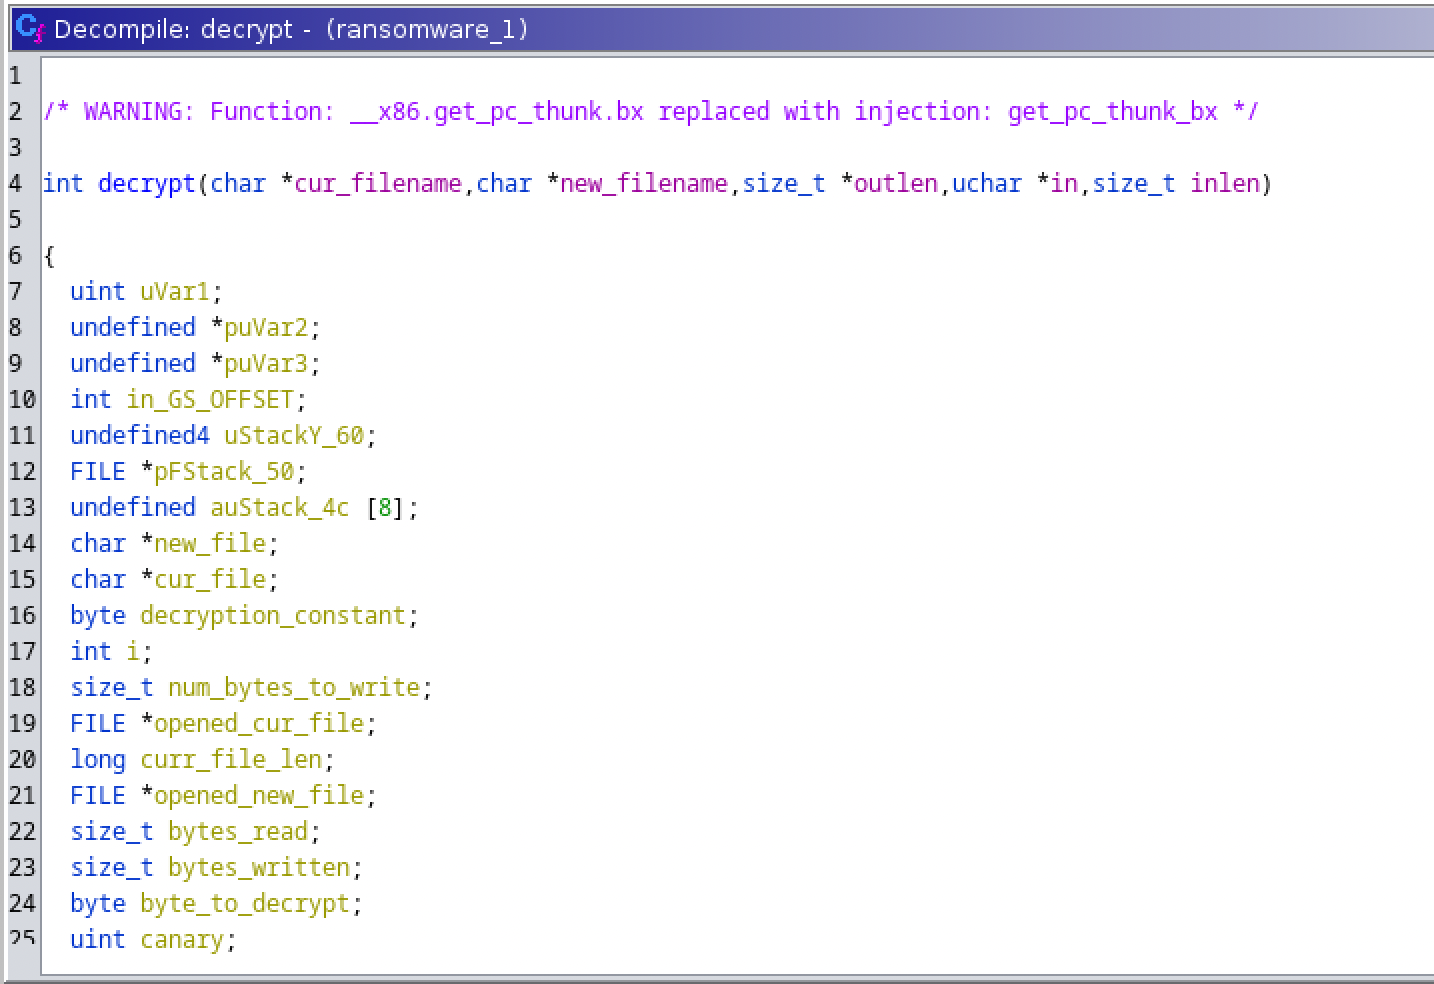 Decompile: decrypt - (ransomware_1)
1
2 /* WARNING: Function: __x86.get_pc_thunk.bx replaced with injection: get_pc_thunk_bx */
3
4 int decrypt(char *cur_filename,char *new_filename,size_t *outlen,uchar *in,size_t inlen)
5
6 {
7 uint uVar1;
8 undefined *puVar2;
9 undefined *puVar3;
10 int in_GS_OFFSET;
11 undefined4 uStackY_60;
12 FILE *pFStack_50;
13 undefined auStack_4c [8];
14 char *new_file;
15 char *cur_file;
16 byte decryption_constant;
17 int i;
18 size_t num_bytes_to_write;
19 FILE *opened_cur_file;
20 long curr_file_len;
21 FILE *opened_new_file;
22 size_t bytes_read;
23 size_t bytes_written;
24 byte byte_to_decrypt;
25 uint canary;